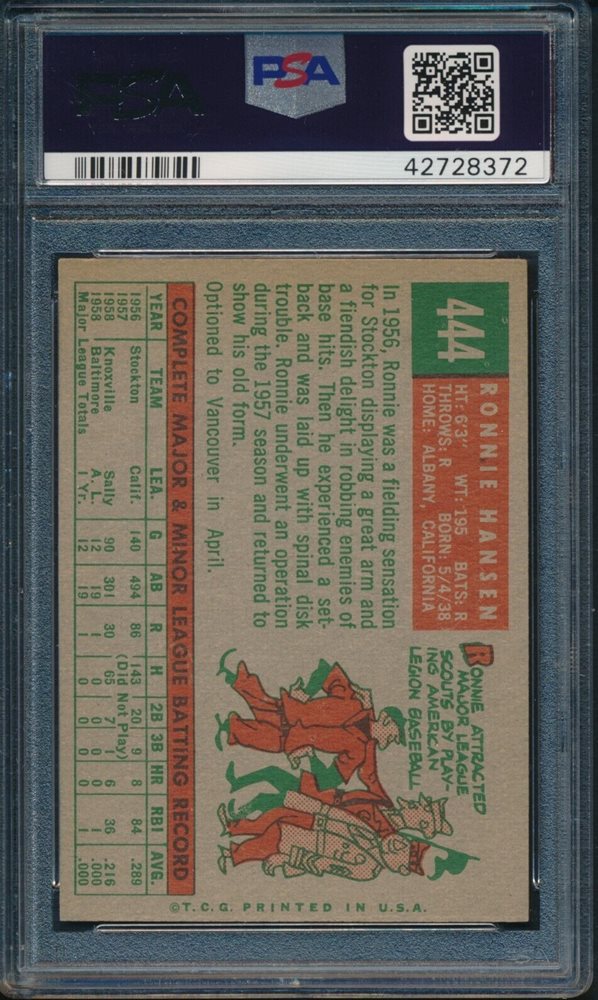 PSA
PSA
42728372
444
RONNIE HANSEN
HT: 6'3" WT: 195 BATS: R
THROWS: R BORN: 5/4/38
HOME: ALBANY, CALIFORNIA
In 1956, Ronnie was a fielding sensation
for Stockton displaying a great arm and
a fiendish delight in robbing enemies of
base hits. Then he experienced a set-
back and was laid up with spinal disk
trouble. Ronnie underwent an operation
during the 1957 season and returned to
show his old form.
Optioned to Vancouver in April.
RONNIE ATTRACTED
MAJOR LEAGUE
SCOUTS BY PLAY-
ING AMERICAN
LEGION BASEBALL
COMPLETE MAJOR & MINOR LEAGUE BATTING RECORD
YEAR TEAM LEA. G AB R H 2B 3B HR RBI AVG.
1956 Stockton Calif. 140 494 86 143 20 9 8 84 .289
1957 (Did Not Play)
1958 Knoxville Sally 90 301 30 65 7 1 6 36 .216
1958 Baltimore A. L. 12 19 1 0 0 0 0 1 .000
Major League Totals 1 Yr. 12 19 1 0 0 0 0 1 .000
©T.C.G. PRINTED IN U.S.A.